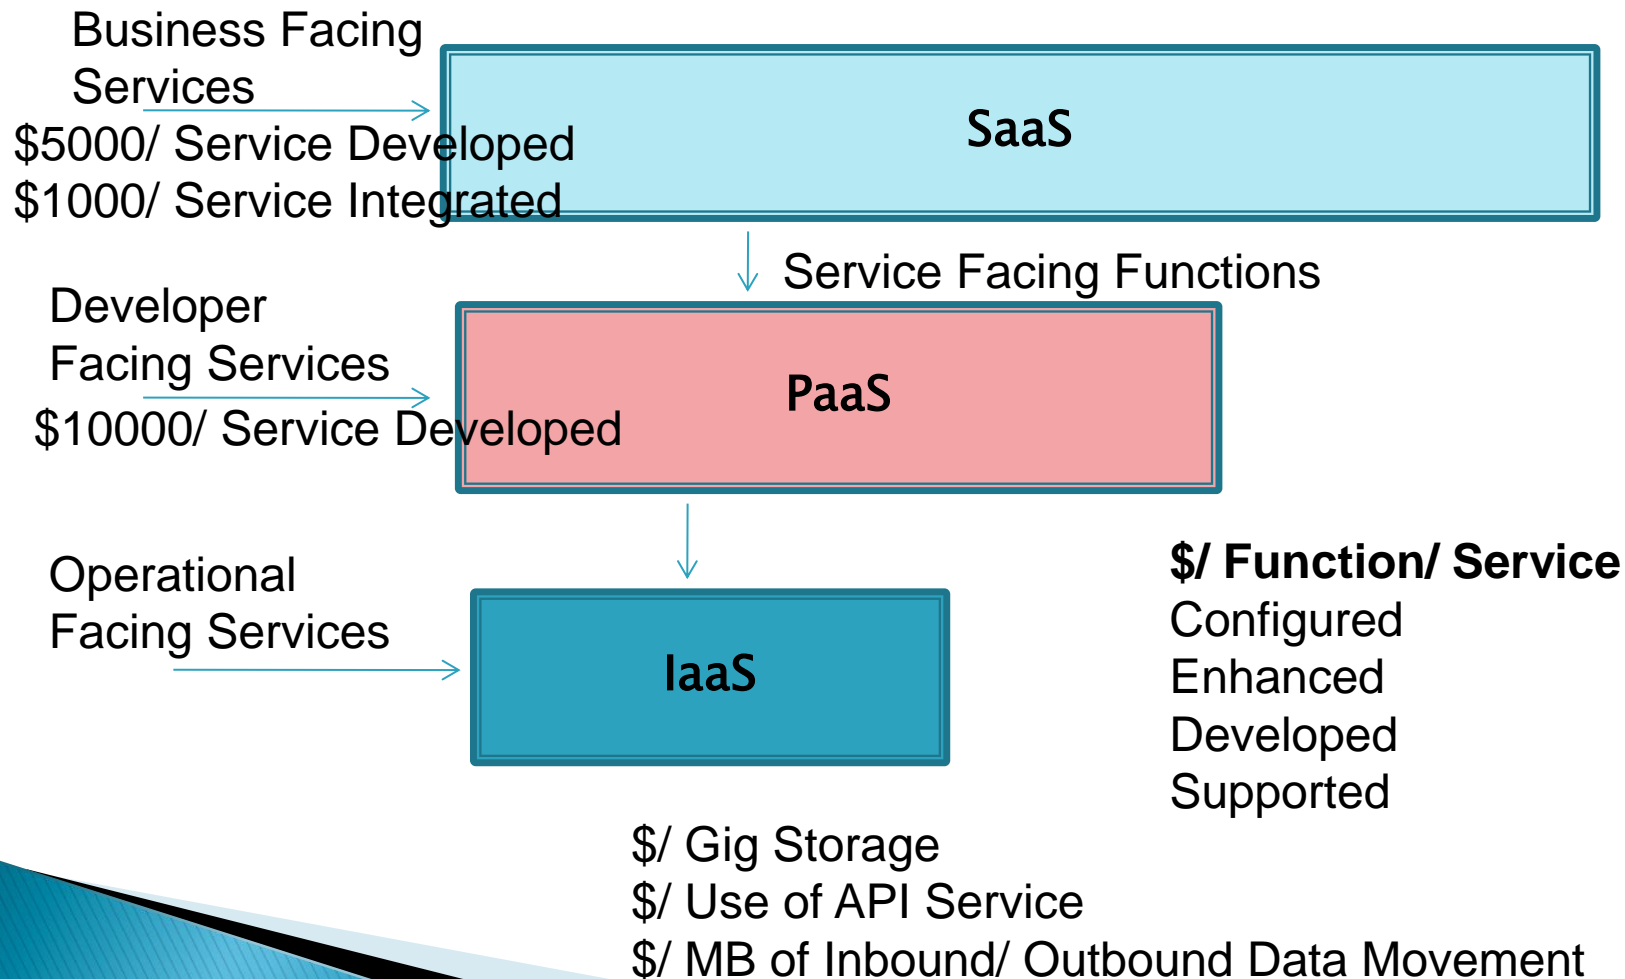 Business Facing
Services
$5000/ Service Developed
$1000/ Service Integrated
SaaS
Service Facing Functions
Developer
Facing Services
$10000/ Service Developed
PaaS
Operational
Facing Services
IaaS
$/ Function/ Service
Configured
Enhanced
Developed
Supported
$/ Gig Storage
$/ Use of API Service
$/ MB of Inbound/ Outbound Data Movement